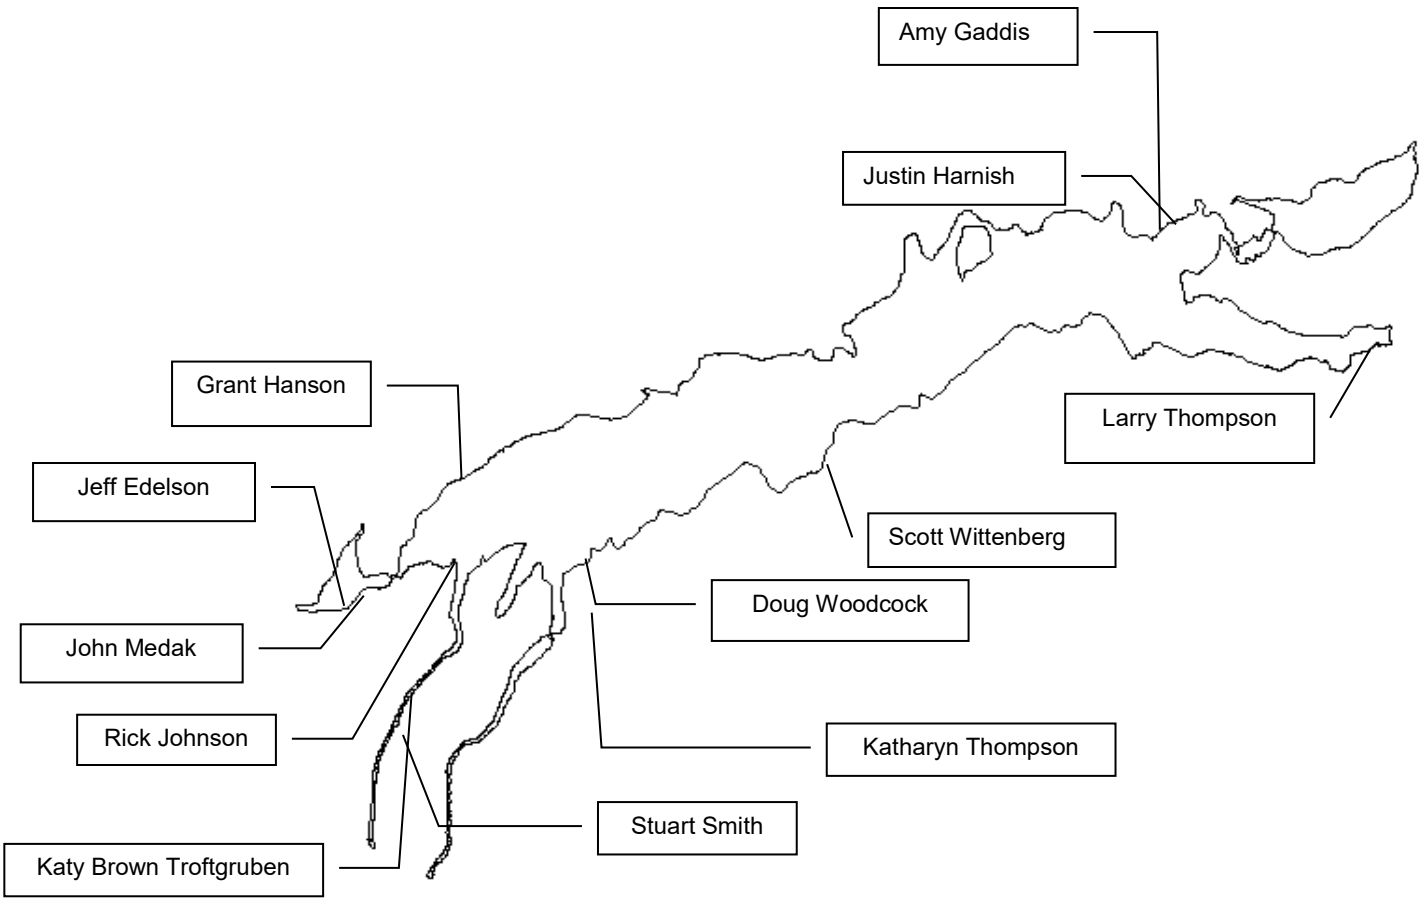 Amy Gaddis
Justin Harnish
Grant Hanson
Larry Thompson
Jeff Edelson
Scott Wittenberg
Doug Woodcock
John Medak
Rick Johnson
Katharyn Thompson
Stuart Smith
Katy Brown Troftgruben